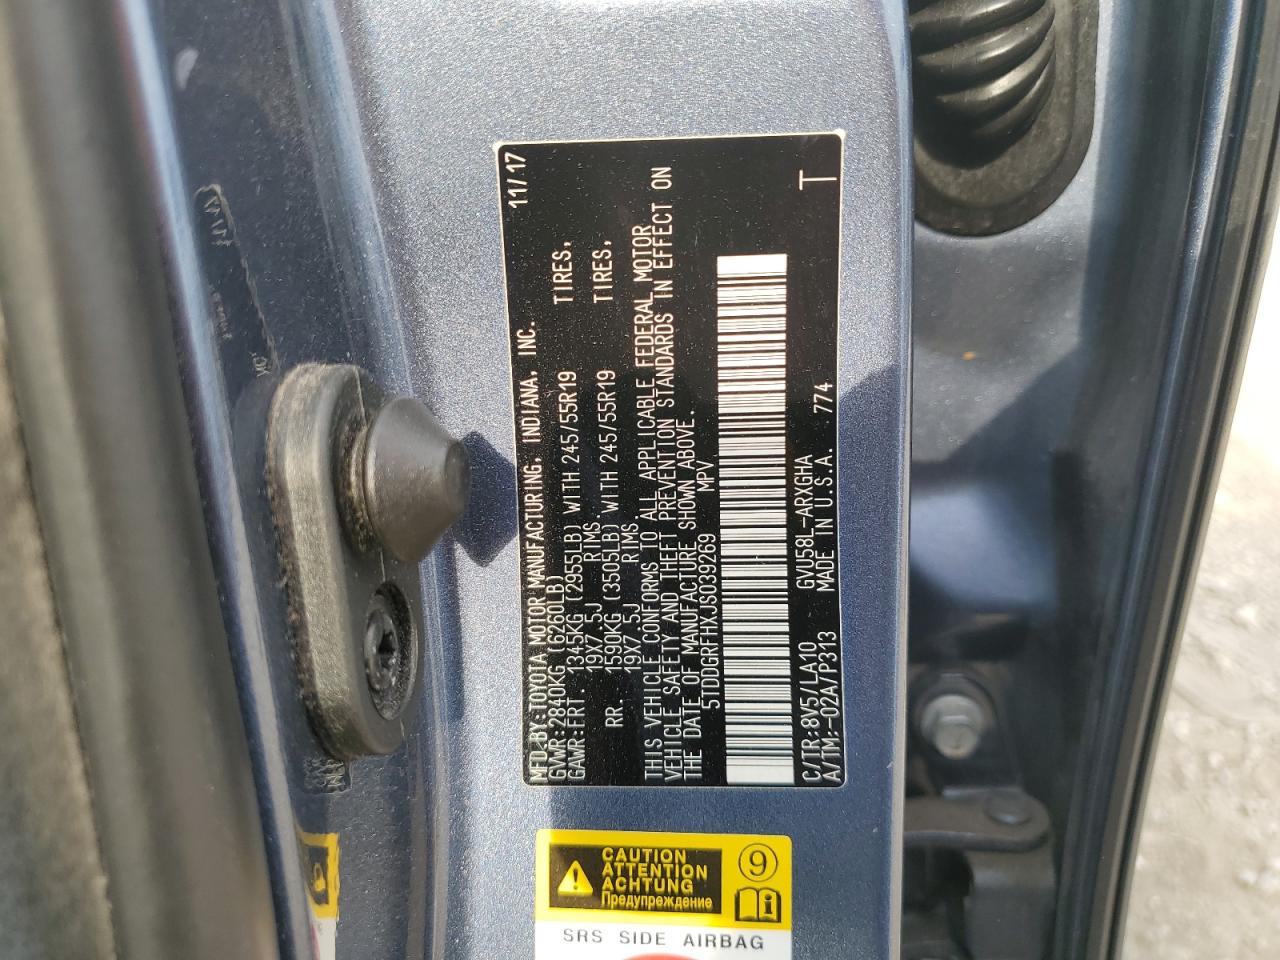 11/17
MFD.BY:TOYOTA MOTOR MANUFACTURING, INDIANA, INC.
GVWR:2840KG (6260LB)
GAWR:FRT. 1345KG (2955LB) WITH 245/55R19 TIRES,
19X7.5J RIMS,
RR. 1590KG (3505LB) WITH 245/55R19 TIRES,
19X7.5J RIMS
THIS VEHICLE CONFORMS TO ALL APPLICABLE FEDERAL MOTOR
VEHICLE SAFETY AND THEFT PREVENTION STANDARDS IN EFFECT ON
THE DATE OF MANUFACTURE SHOWN ABOVE.
5TDDGRFHXJS039269 MPV
C/TR:8V5/LA10 GVU58L-ARXGHA
A/TM:-02A/P313 MADE IN U.S.A. 774
T
CAUTION
ATTENTION
ACHTUNG
Предупреждение
9
i
SRS SIDE AIRBAG